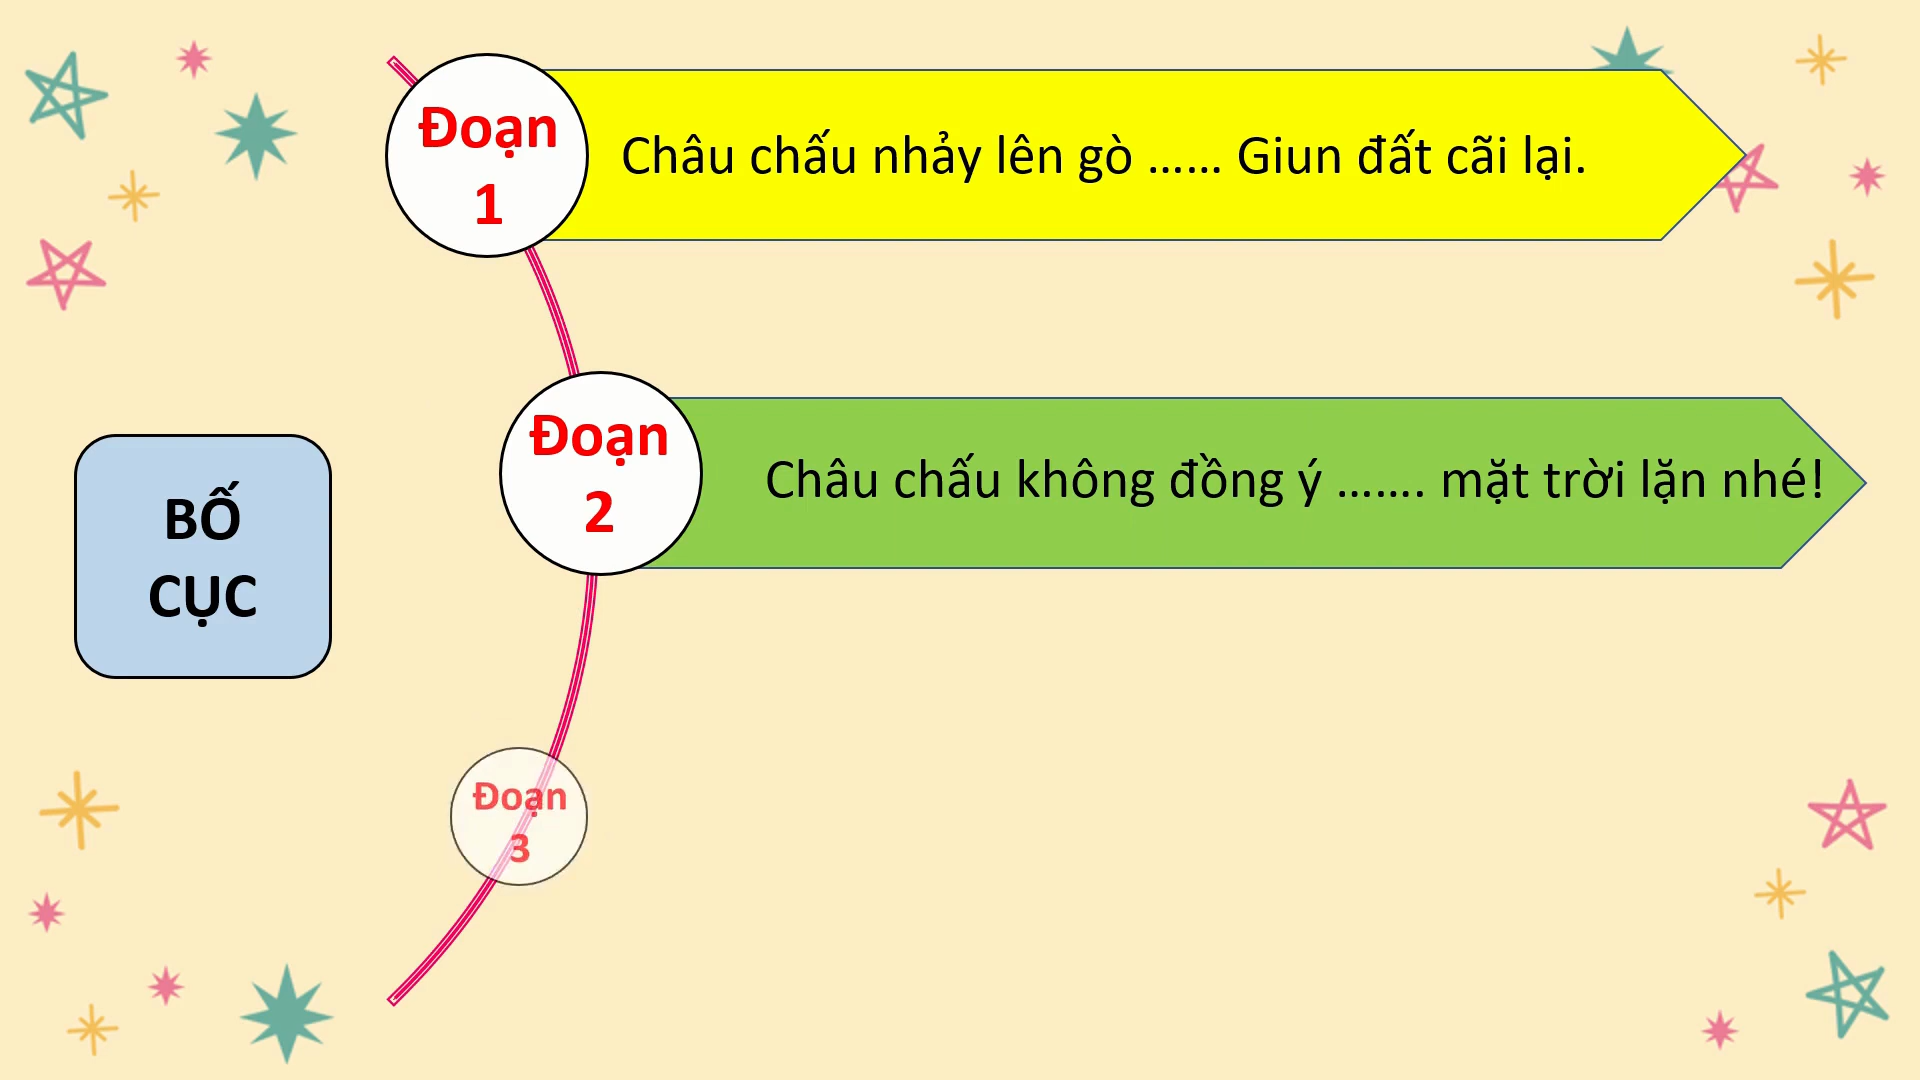 Đoạn
1
Châu chấu nhảy lên gò ...... Giun đất cãi lại.
Đoạn
2
Châu chấu không đồng ý ....... mặt trời lặn nhé!
BỐ
CỤC
Đoạn
3